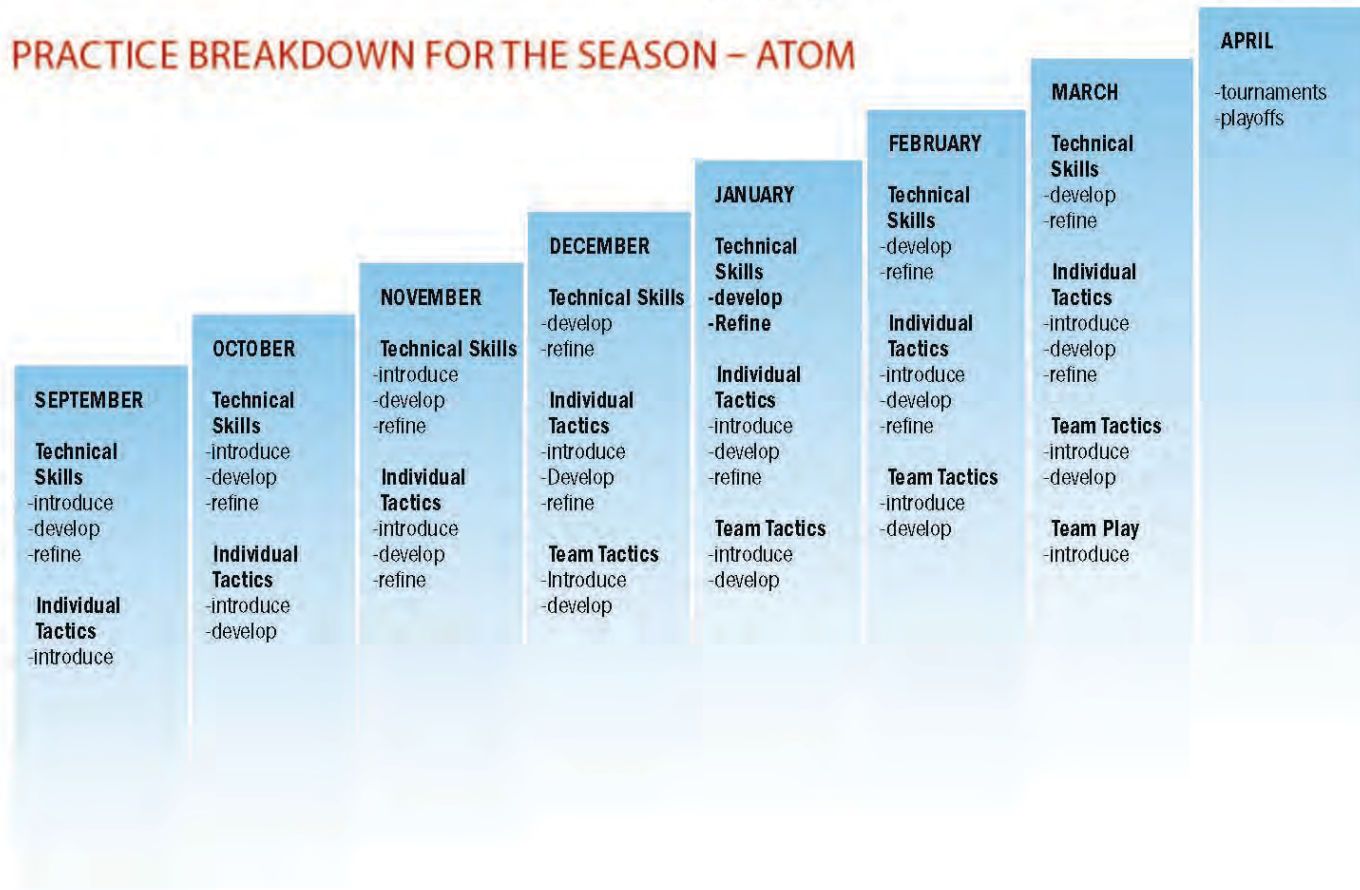 PRACTICE BREAKDOWN FOR THE SEASON – ATOM
SEPTEMBER
Technical
Skills
-introduce
-develop
-refine
Individual
Tactics
-introduce
OCTOBER
Technical
Skills
-introduce
-develop
-refine
Individual
Tactics
-introduce
-develop
NOVEMBER
Technical Skills
-introduce
-develop
-refine
Individual
Tactics
-introduce
-develop
-refine
DECEMBER
Technical Skills
-develop
-refine
Individual
Tactics
-introduce
-Develop
-refine
Team Tactics
-Introduce
-develop
JANUARY
Technical
Skills
-develop
-Refine
Individual
Tactics
-introduce
-develop
-refine
Team Tactics
-introduce
-develop
FEBRUARY
Technical
Skills
-develop
-refine
Individual
Tactics
-introduce
-develop
-refine
Team Tactics
-introduce
-develop
MARCH
Technical
Skills
-develop
-refine
Individual
Tactics
-introduce
-develop
-refine
Team Tactics
-introduce
-develop
Team Play
-introduce
APRIL
-tournaments
-playoffs